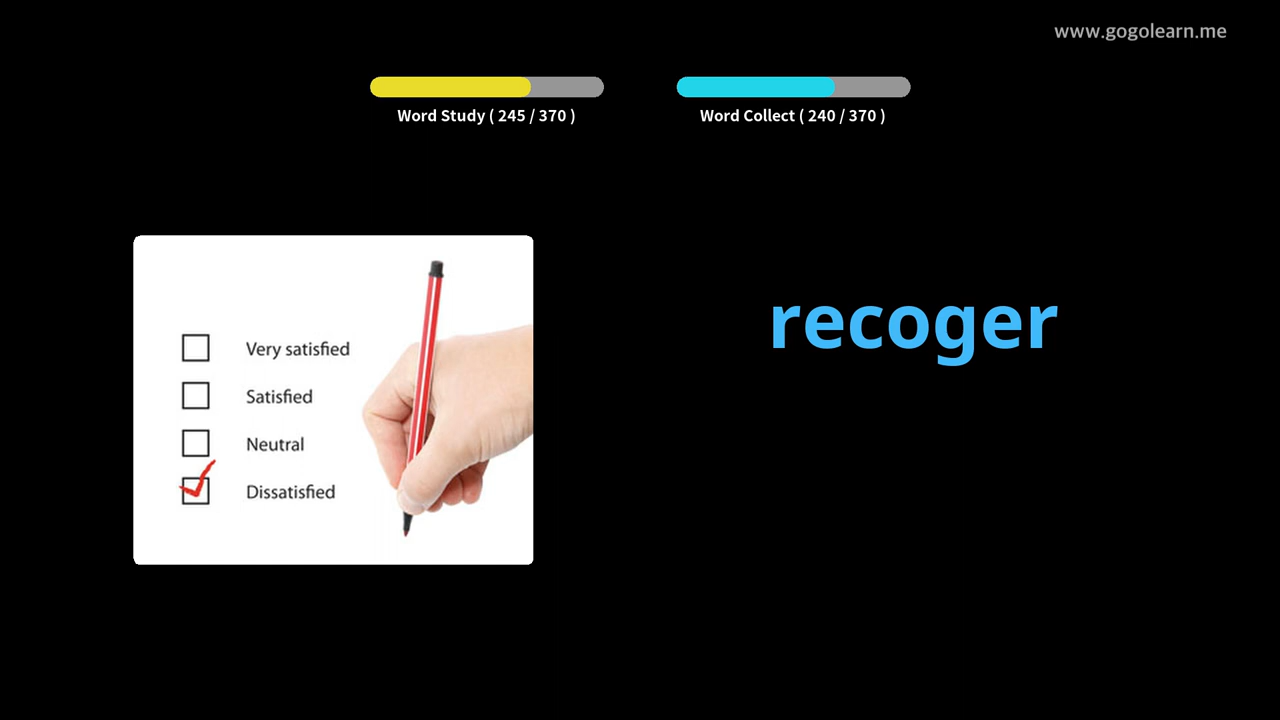 www.gogolearn.me
Word Study ( 245 / 370 )
Word Collect ( 240 / 370 )
Very satisfied
Satisfied
Neutral
Dissatisfied
recoger